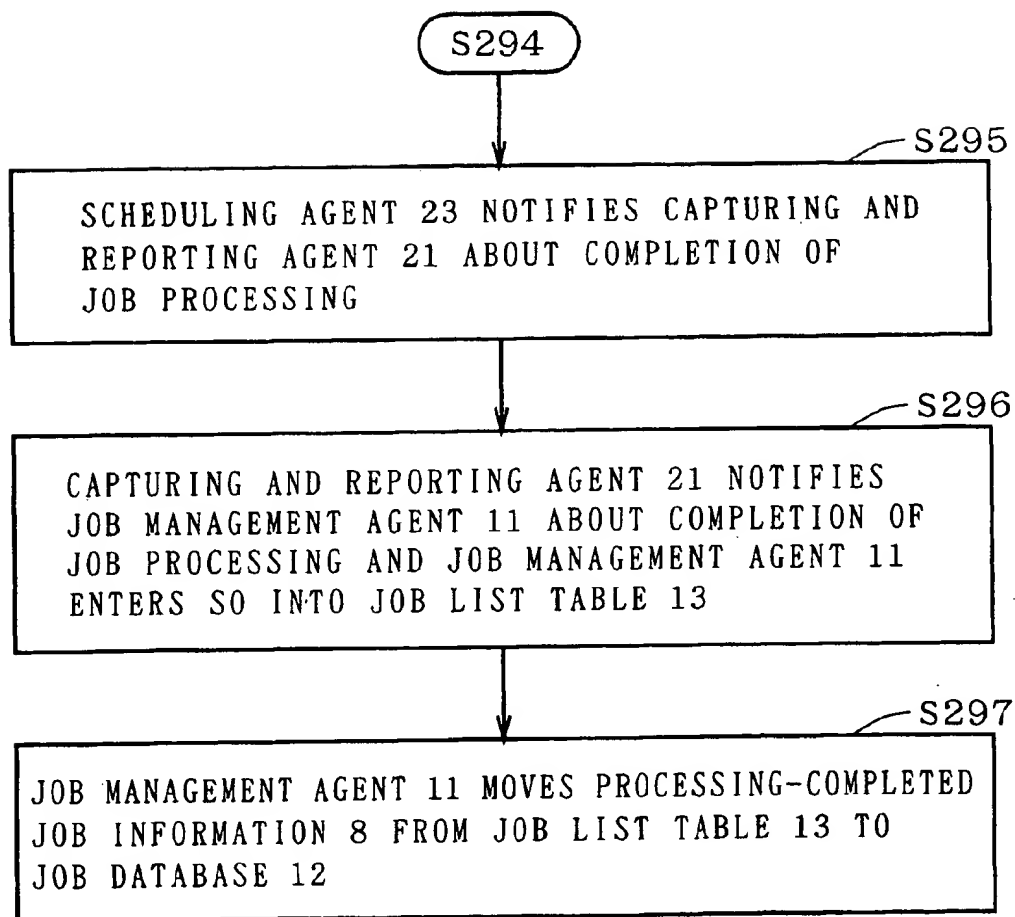 S294
S295
SCHEDULING AGENT 23 NOTIFIES CAPTURING AND
REPORTING AGENT 21 ABOUT COMPLETION OF
JOB PROCESSING
S296
CAPTURING AND REPORTING AGENT 21 NOTIFIES
JOB MANAGEMENT AGENT 11 ABOUT COMPLETION OF
JOB PROCESSING AND JOB MANAGEMENT AGENT 11
ENTERS SO INTO JOB LIST TABLE 13
S297
JOB MANAGEMENT AGENT 11 MOVES PROCESSING-COMPLETED
JOB INFORMATION 8 FROM JOB LIST TABLE 13 TO
JOB DATABASE 12